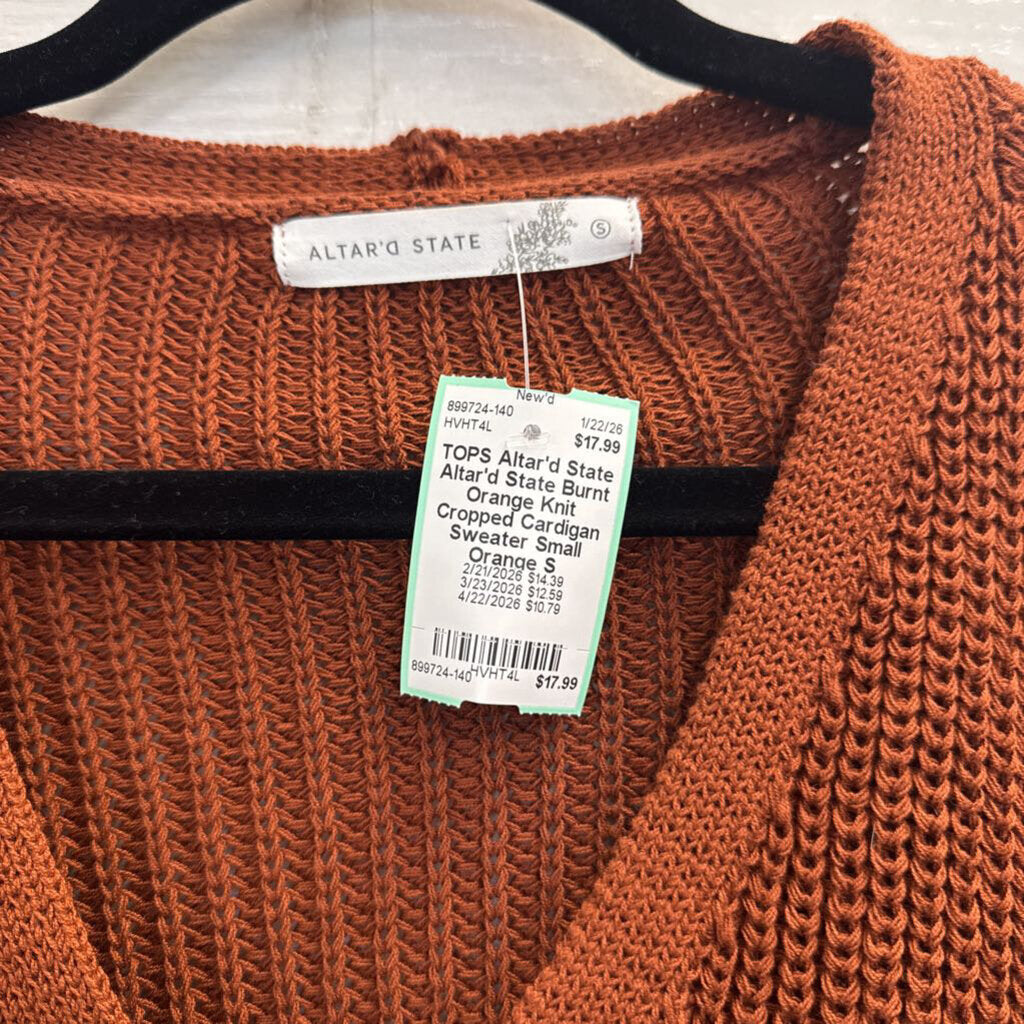 ALTAR'D STATE
S
New'd
899724-140 1/22/26
HVHT4L $17.99
TOPS Altar'd State
Altar'd State Burnt
Orange Knit
Cropped Cardigan
Sweater Small
Orange S
2/21/2026 $14.39
3/23/2026 $12.59
4/22/2026 $10.79
899724-140 HVHT4L $17.99